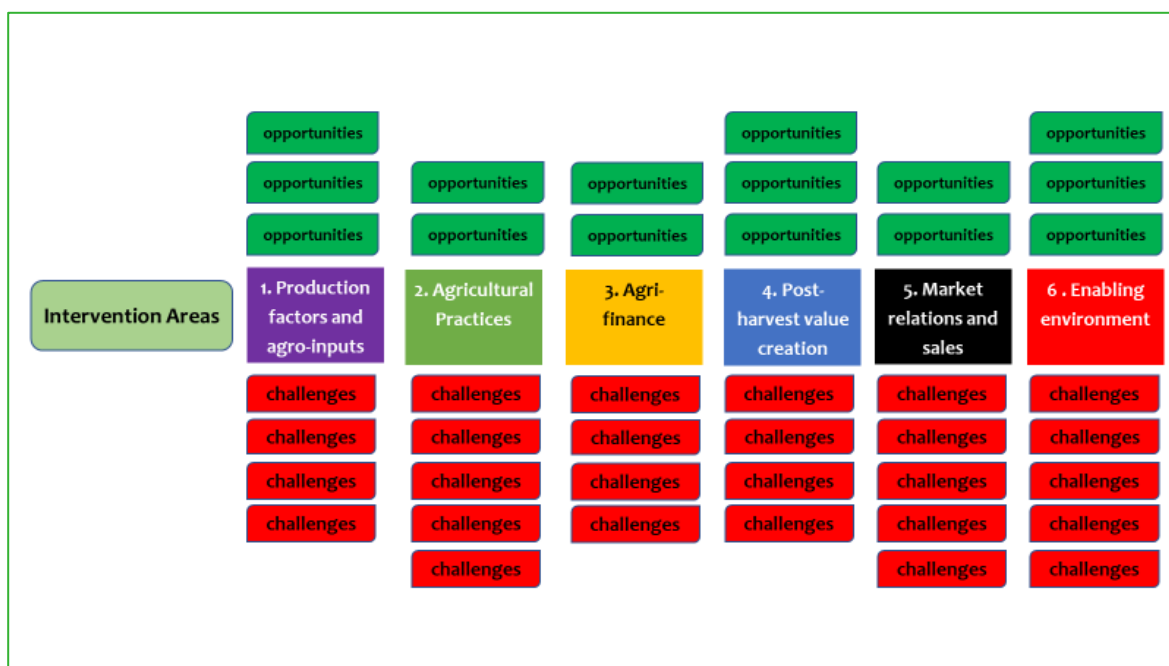 opportunities opportunities opportunities
opportunities opportunities opportunities opportunities opportunities opportunities
opportunities opportunities opportunities opportunities opportunities opportunities
Intervention Areas
1. Production
factors and
agro-inputs
2. Agricultural
Practices
3. Agri-
finance
4. Post-
harvest value
creation
5. Market
relations and
sales
6 . Enabling
environment
challenges challenges challenges challenges challenges challenges
challenges challenges challenges challenges challenges challenges
challenges challenges challenges challenges challenges challenges
challenges challenges challenges challenges challenges challenges
challenges challenges challenges